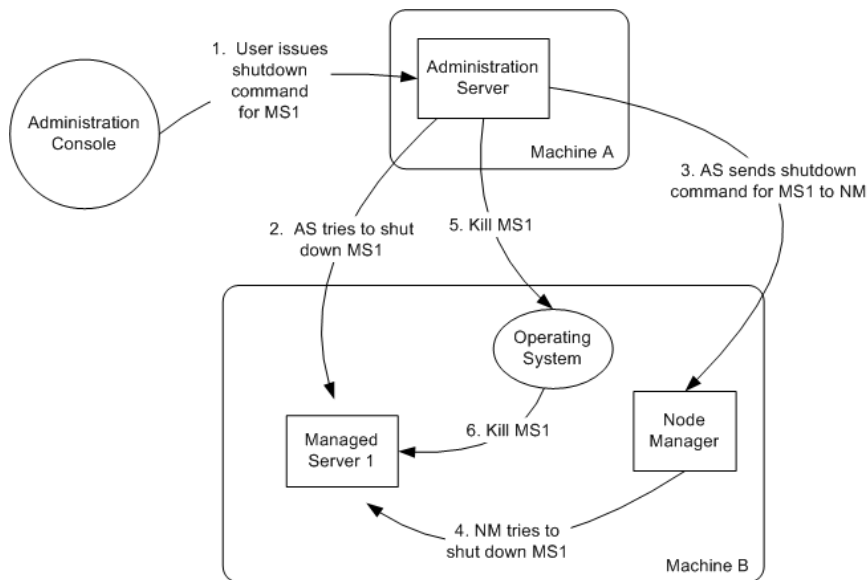 1. User issues
shutdown
command
for MS1
Administration
Console
Administration
Server
Machine A
3. AS sends shutdown
command for MS1 to NM
2. AS tries to shut
down MS1
5. Kill MS1
Operating
System
Managed
Server 1
6. Kill MS1
Node
Manager
4. NM tries to
shut down MS1
Machine B